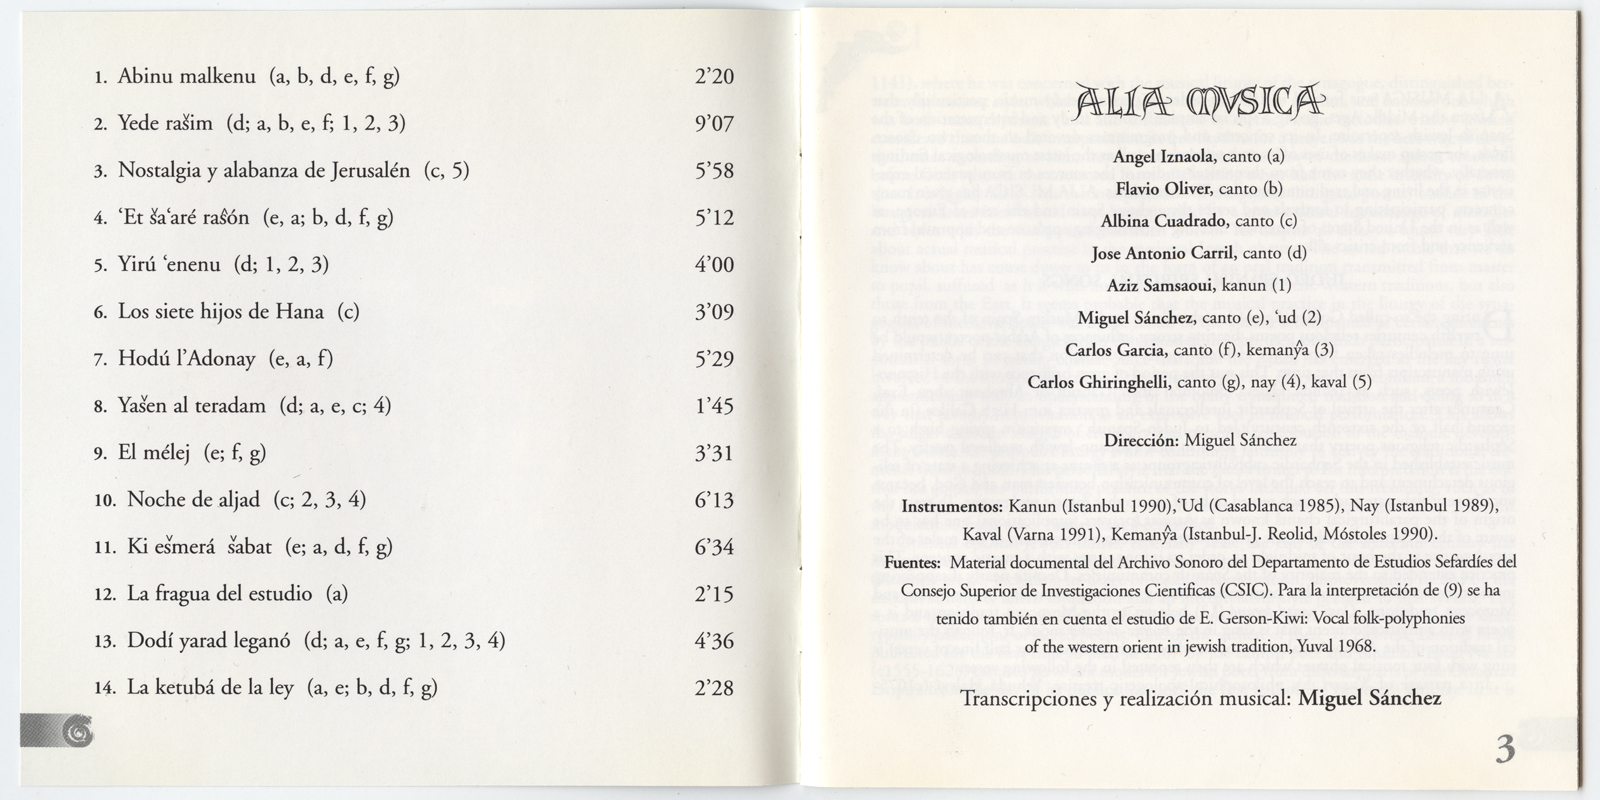 1. Abinu malkenu (a, b, d, e, f, g) 2’20
2. Yede ras̆im (d; a, b, e, f; 1, 2, 3) 9’07
3. Nostalgia y alabanza de Jerusalén (c, 5) 5’58
4. ‘Et s̆a‘aré raŝón (e, a; b, d, f, g) 5’12
5. Yirú ‘enenu (d; 1, 2, 3) 4’00
6. Los siete hijos de Hana (c) 3’09
7. Hodú l’Adonay (e, a, f) 5’29
8. Yas̆en al teradam (d; a, e, c; 4) 1’45
9. El mélej (e; f, g) 3’31
10. Noche de aljad (c; 2, 3, 4) 6’13
11. Ki es̆merá s̆abat (e; a, d, f, g) 6’34
12. La fragua del estudio (a) 2’15
13. Dodí yarad leganó (d; a, e, f, g; 1, 2, 3, 4) 4’36
14. La ketubá de la ley (a, e; b, d, f, g) 2’28
ALIA MVSICA
Angel Iznaola, canto (a)
Flavio Oliver, canto (b)
Albina Cuadrado, canto (c)
Jose Antonio Carril, canto (d)
Aziz Samsaoui, kanun (1)
Miguel Sánchez, canto (e), ‘ud (2)
Carlos Garcia, canto (f), kemanŷa (3)
Carlos Ghiringhelli, canto (g), nay (4), kaval (5)
Dirección: Miguel Sánchez
Instrumentos: Kanun (Istanbul 1990),‘Ud (Casablanca 1985), Nay (Istanbul 1989),
Kaval (Varna 1991), Kemanŷa (Istanbul-J. Reolid, Móstoles 1990).
Fuentes: Material documental del Archivo Sonoro del Departamento de Estudios Sefardíes del
Consejo Superior de Investigaciones Cientificas (CSIC). Para la interpretación de (9) se ha
tenido también en cuenta el estudio de E. Gerson-Kiwi: Vocal folk-polyphonies
of the western orient in jewish tradition, Yuval 1968.
Transcripciones y realización musical: Miguel Sánchez
3